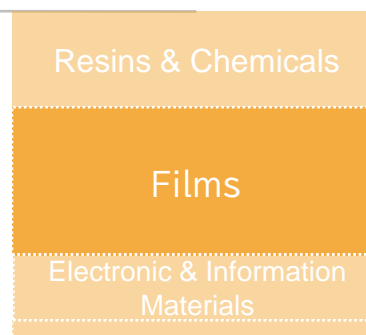 Resins & Chemicals
Films
Electronic & Information
Materials